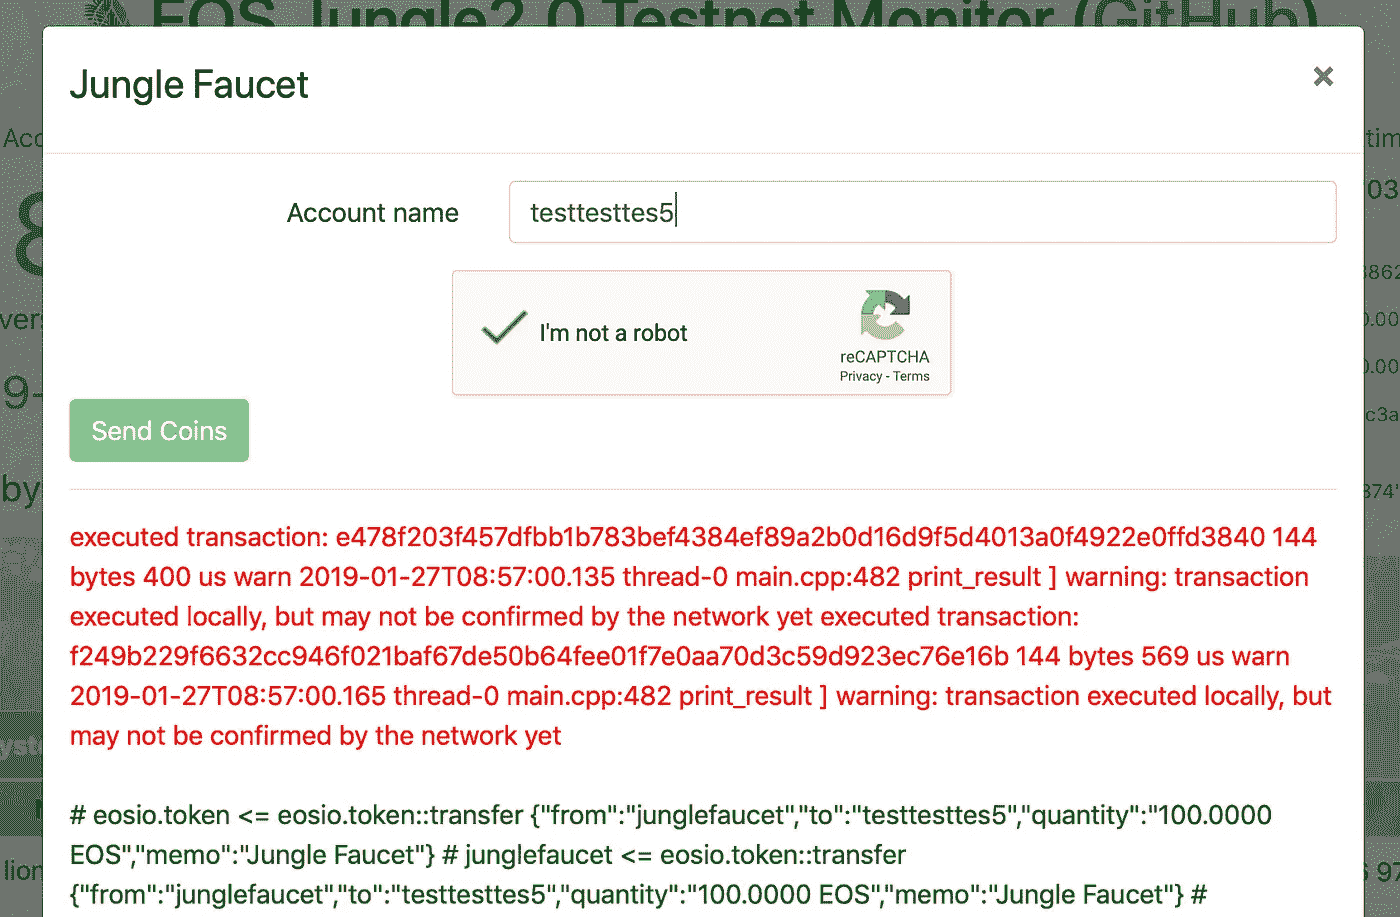 EOS Jungle2.0 Testnet Monitor (GitHub)
Jungle Faucet
×
Account name
testtesttes5
I'm not a robot
reCAPTCHA
Privacy - Terms
Send Coins
executed transaction: e478f203f457dfbb1b783bef4384ef89a2b0d16d9f5d4013a0f4922e0ffd3840 144
bytes 400 us warn 2019-01-27T08:57:00.135 thread-0 main.cpp:482 print_result ] warning: transaction
executed locally, but may not be confirmed by the network yet executed transaction:
f249b229f6632cc946f021baf67de50b64fee01f7e0aa70d3c59d923ec76e16b 144 bytes 569 us warn
2019-01-27T08:57:00.165 thread-0 main.cpp:482 print_result ] warning: transaction executed locally, but
may not be confirmed by the network yet
# eosio.token <= eosio.token::transfer {"from":"junglefaucet","to":"testtesttes5","quantity":"100.0000
EOS","memo":"Jungle Faucet"} # junglefaucet <= eosio.token::transfer
{"from":"junglefaucet","to":"testtesttes5","quantity":"100.0000 EOS","memo":"Jungle Faucet"} #